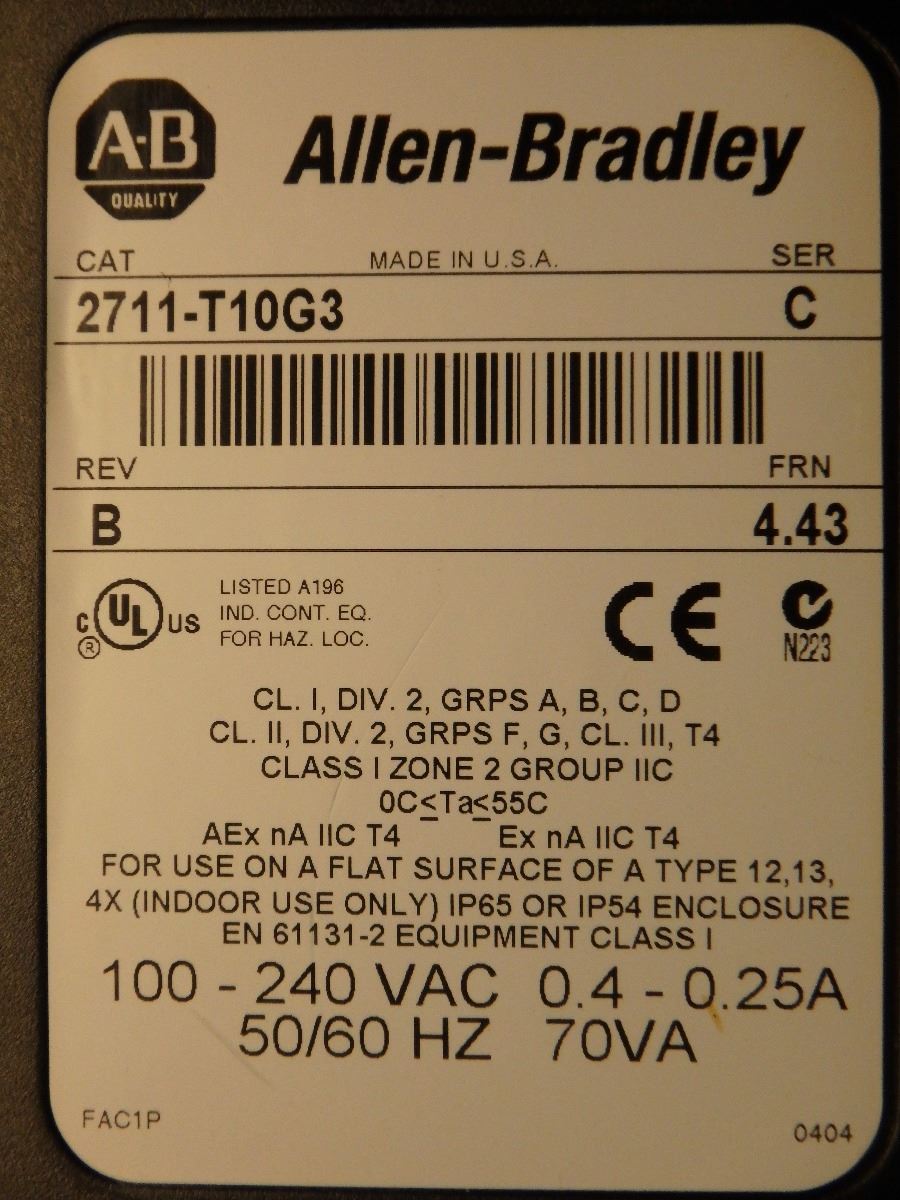 A-B
QUALITY
Allen-Bradley
CAT MADE IN U.S.A. SER
2711-T10G3 C
REV FRN
B 4.43
C UL US
®
LISTED A196
IND. CONT. EQ.
FOR HAZ. LOC.
CE
N223
CL. I, DIV. 2, GRPS A, B, C, D
CL. II, DIV. 2, GRPS F, G, CL. III, T4
CLASS I ZONE 2 GROUP IIC
0C≤Ta≤55C
AEx nA IIC T4 Ex nA IIC T4
FOR USE ON A FLAT SURFACE OF A TYPE 12,13,
4X (INDOOR USE ONLY) IP65 OR IP54 ENCLOSURE
EN 61131-2 EQUIPMENT CLASS I
100 - 240 VAC 0.4 - 0.25A
50/60 HZ 70VA
FAC1P 0404